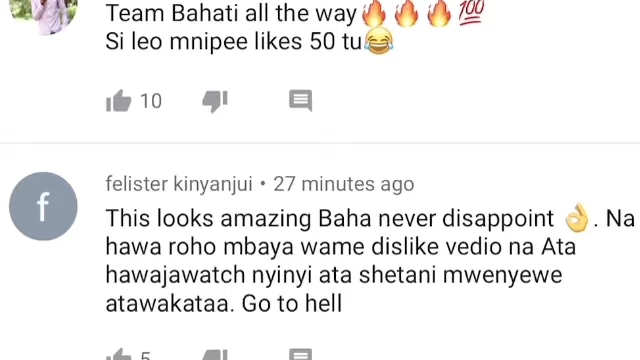 Team Bahati all the way🔥🔥🔥💯
Si leo mnipee likes 50 tu😂
10
felister kinyanjui • 27 minutes ago
f
This looks amazing Baha never disappoint 👌. Na
hawa roho mbaya wame dislike vedio na Ata
hawajawatch nyinyi ata shetani mwenyewe
atawakataa. Go to hell
5